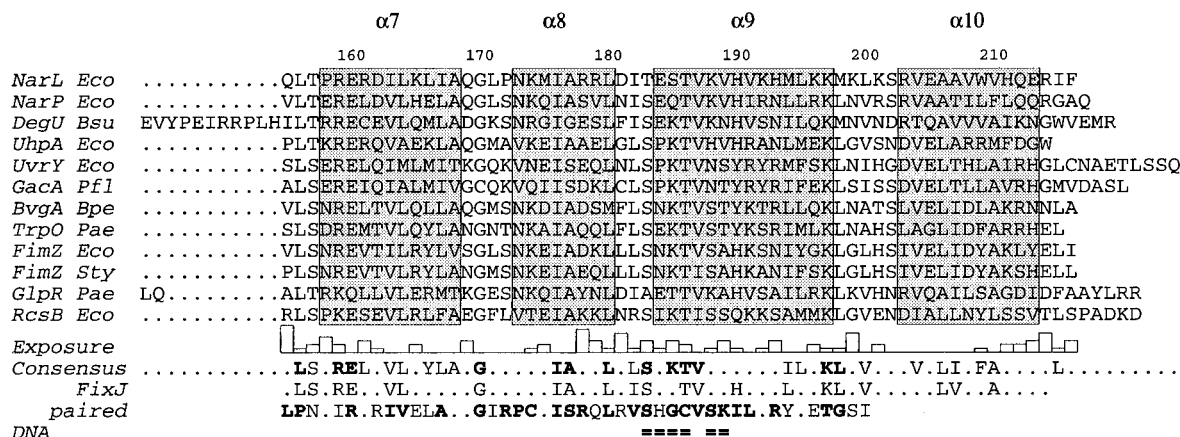 α7 α8 α9 α10
160 170 180 190 200 210
NarL Eco ..............QLTPRERDILKLIAQGLPNKMIARRLDITESTVKVHVKHMLKKMKLKSRVEAAVWVHQERIF
NarP Eco ..............VLTERELDVLHELAQGLSNKQIASVLNISEQTVKVHIRNLLRKLNVRSRVAATILFLQQRGAQ
DegU Bsu EVYPEIRRPLHILTRRECEVLQMLADGKSNRGIGESLFISEKTVKNHVSNILQKMNVNDRTQAVVVAIKNGWVEMR
UhpA Eco ..............PLTKRERQVAEKLAQGMAVKEIAAELGLSPKTVHVHRANLMEKLGVSNDVELARRMFDGW
UvrY Eco ..............SLSERELQIMLMITKGQKVNEISEQLNLSPKTVNSYRYRMFSKLNIHGDVELTHLAIRHGLCNAETLSSQ
GacA Pfl ..............ALSEREIQIALMIVGCQKVQIISDKLCLSPKTVNTYRYRIFEKLSISSDVELTLLAVRHGMVDASL
BvgA Bpe ..............VLSNRELTVLQLLAQGMSNKDIADSMFLSNKTVSTYKTRLLQKLNATSLVELIDLAKRNNLA
TrpO Pae ..............SLSDREMTVLQYLANGNTNKAIAQQLFLSEKTVSTYKSRIMLKLNAHSLAGLIDFARRHEL
FimZ Eco ..............VLSNREVTILRYLVSGLSNKEIADKLLLSNKTVSAHKSNIYGKLGLHSIVELIDYAKLYELI
FimZ Sty ..............PLSNREVTVLRYLANGMSNKEIAEQLLLSNKTISAHKANIFSKLGLHSIVELIDYAKSHELL
GlpR Pae LQ............ALTRKQLLVLERMTKGESNKQIAYNLDIAETTVKAHVSAILRKLKVHNRVQAILSAGDIDFAAYLRR
RcsB Eco ..............RLSPKESEVLRLFAEGFLVTEIAKKLNRSIKTISSQKKSAMMKLGVENDIALLNYLSSVTLSPADKD
Exposure
Consensus ...............LS.REL.VL.YLA.G......IA..L.LS.KTV........IL.KL.V...V.LI.FA....L............
FixJ LS.RE..VL.....G......IA..L.IS..TV..H....L..KL.V.....LV..A.....
paired LPN.IR.RIVELA.GIRPC.ISRQLRVSHGCVSKIL.RY.ETGSI
DNA ==== ==